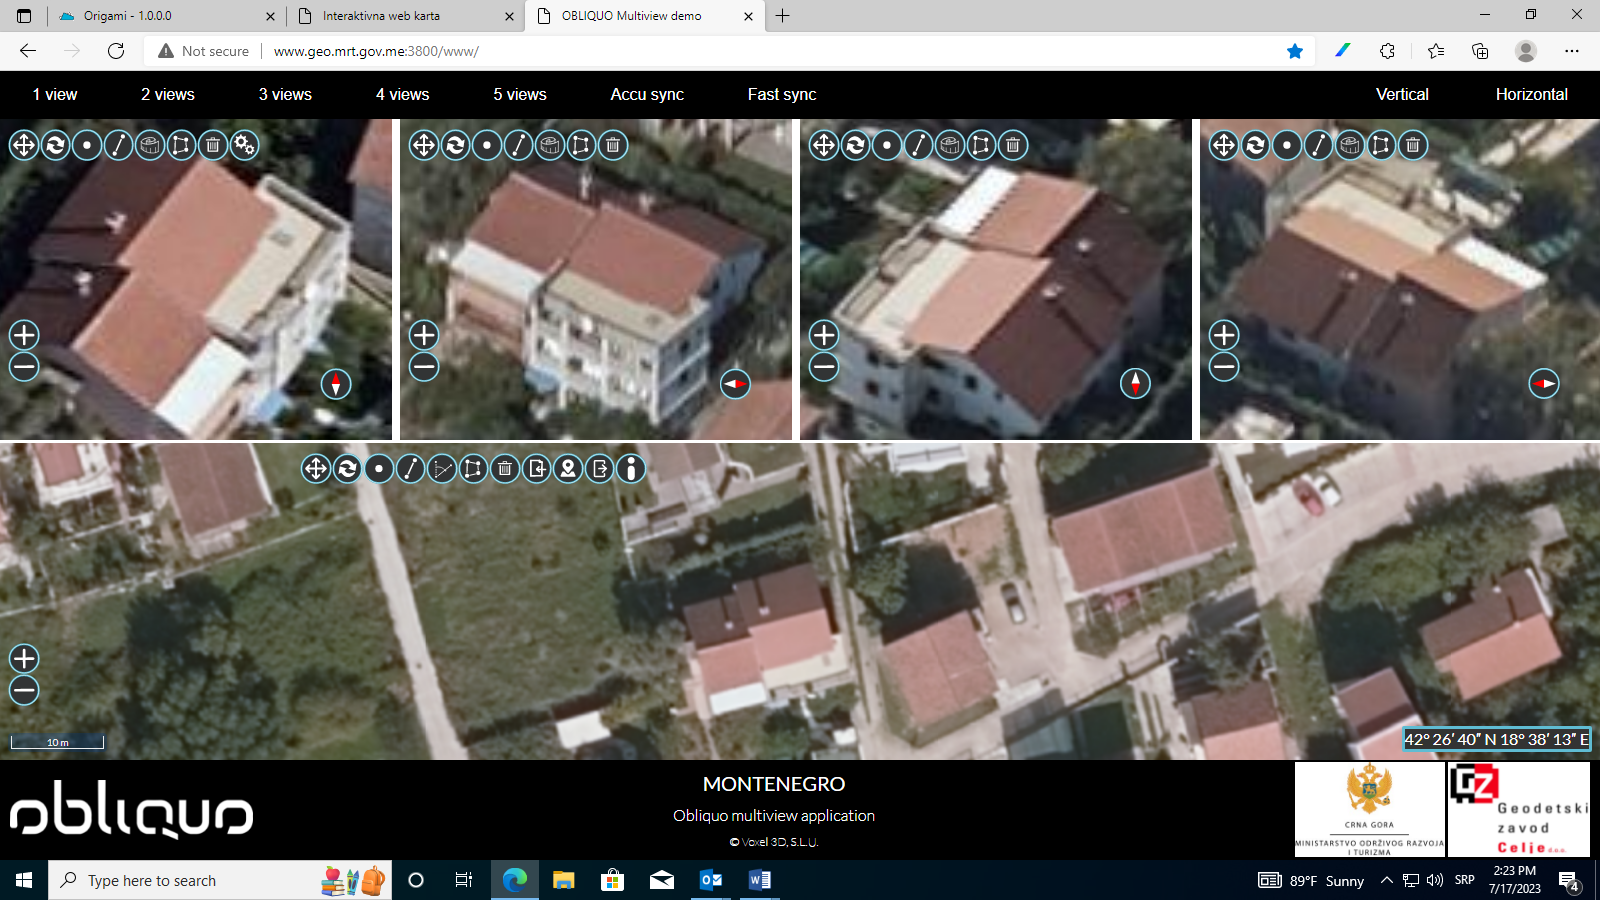 Origami - 1.0.0.0
Interaktivna web karta
OBLIQUO Multiview demo
Not secure
www.geo.mrt.gov.me:3800/www/
1 view 2 views 3 views 4 views 5 views Accu sync Fast sync Vertical Horizontal
10 m
42° 26′ 40″ N 18° 38′ 13″ E
obliquo
MONTENEGRO
Obliquo multiview application
© Voxel 3D, S.L.U.
CRNA GORA
MINISTARSTVO ODRŽIVOG RAZVOJA
I TURIZMA
GZ
Geodetski
zavod
Celje d.o.o.
Type here to search
89°F Sunny
SRP
2:23 PM
7/17/2023
4